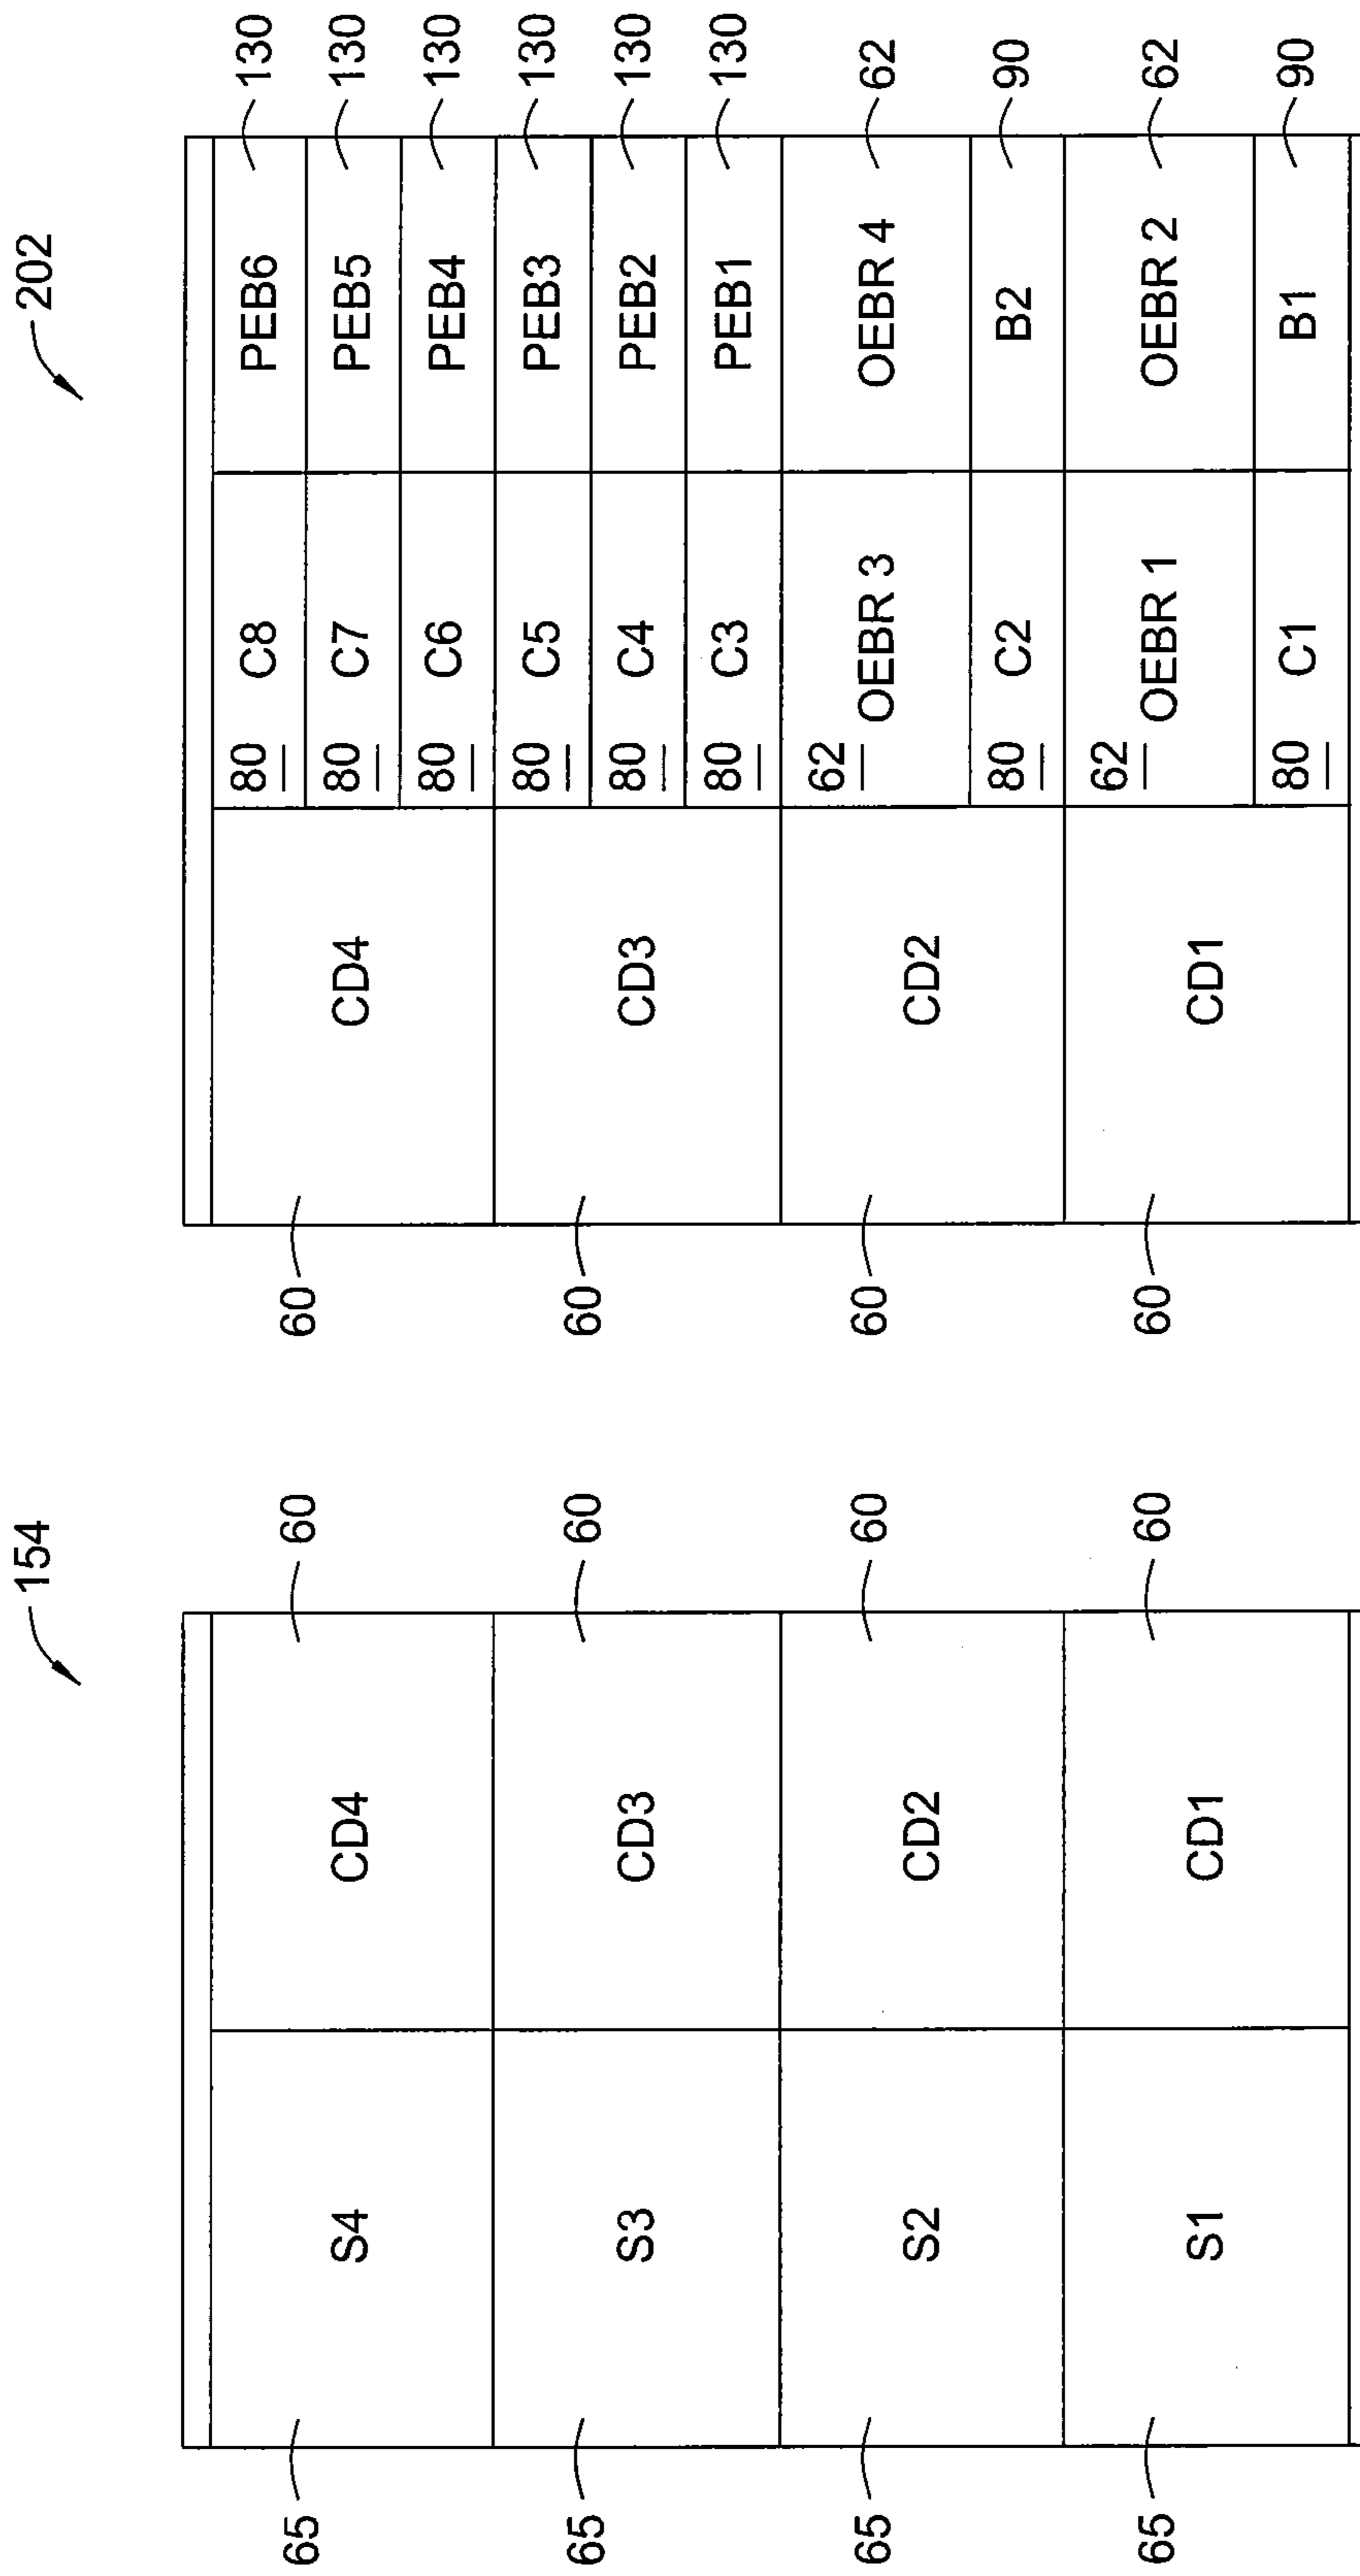 154
202
80 C8 PEB6 130
65 S4 CD4 60
60 CD4
80 C7 PEB5 130
80 C6 PEB4 130
80 C5 PEB3 130
65 S3 CD3 60
60 CD3
80 C4 PEB2 130
80 C3 PEB1 130
62 OEBR 3 OEBR 4 62
65 S2 CD2 60
60 CD2
80 C2 B2 90
62 OEBR 1 OEBR 2 62
65 S1 CD1 60
60 CD1
80 C1 B1 90